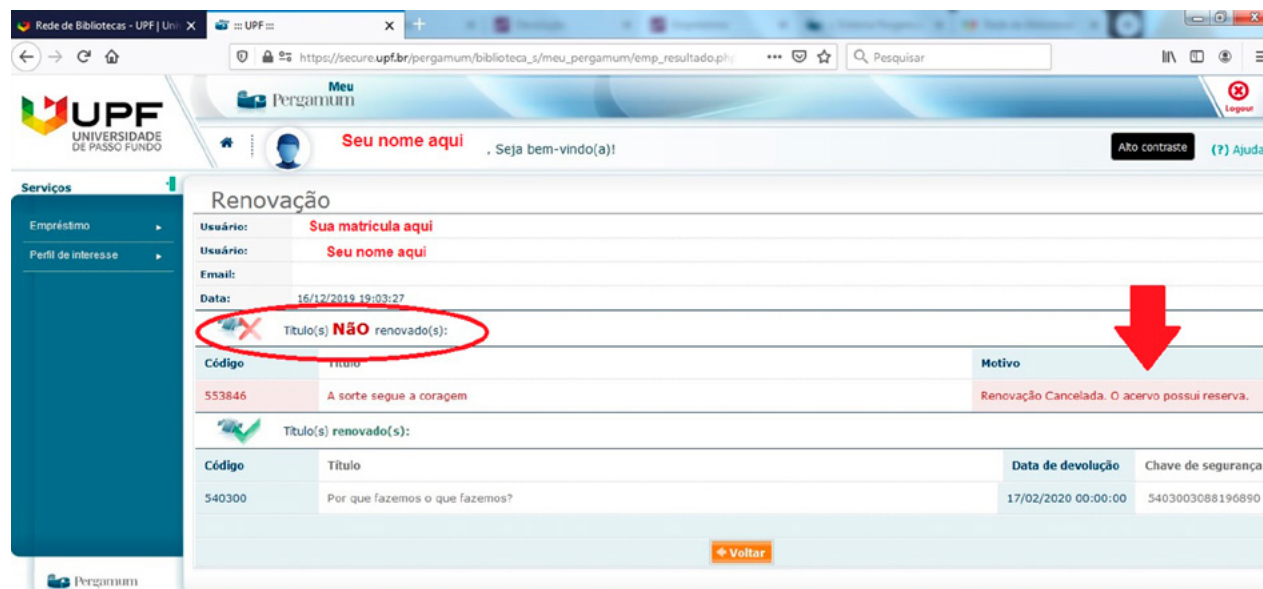 Rede de Bibliotecas - UPF | Uni
::: UPF :::
https://secure.upf.br/pergamum/biblioteca_s/meu_pergamum/emp_resultado.php
Pesquisar
UPF
UNIVERSIDADE
DE PASSO FUNDO
Meu
Pergamum
Logout
Seu nome aqui , Seja bem-vindo(a)!
Alto contraste
(?) Ajuda
Serviços
Empréstimo
Perfil de interesse
Renovação
Usuário: Sua matricula aqui
Usuário: Seu nome aqui
Email:
Data: 16/12/2019 19:03:27
Título(s) NãO renovado(s):
Código Título Motivo
553846 A sorte segue a coragem Renovação Cancelada. O acervo possui reserva.
Título(s) renovado(s):
Código Título Data de devolução Chave de segurança
540300 Por que fazemos o que fazemos? 17/02/2020 00:00:00 5403003088196890
Voltar
Pergamum